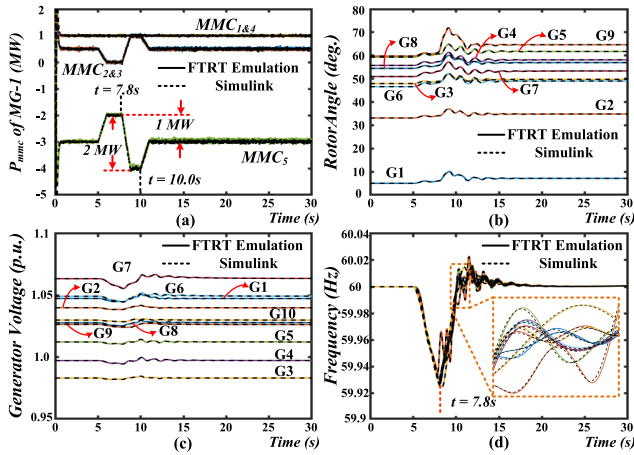 P_mmc of MG-1 (MW)
2
1
0
-1
-2
-3
-4
-5
MMC1&4
MMC2&3
FTRT Emulation
Simulink
t = 7.8s
1 MW
2 MW
MMC5
t = 10.0s
0 5 10 15 20 25 30
Time (s)
(a)
RotorAngle (deg.)
80
70
60
50
40
30
20
10
0
G8
G4
G5
G9
G6
G3
G7
G2
FTRT Emulation
Simulink
G1
0 5 10 15 20 25 30
Time (s)
(b)
Generator Voltage (p.u.)
1.1
1.05
1.0
0.95
FTRT Emulation
Simulink
G7
G2
G6
G1
G10
G9
G8
G5
G4
G3
0 5 10 15 20 25 30
Time (s)
(c)
Frequency (Hz)
60.04
60.02
60
59.98
59.96
59.94
59.92
59.9
FTRT Emulation
Simulink
t = 7.8s
0 5 10 15 20 25 30
Time (s)
(d)